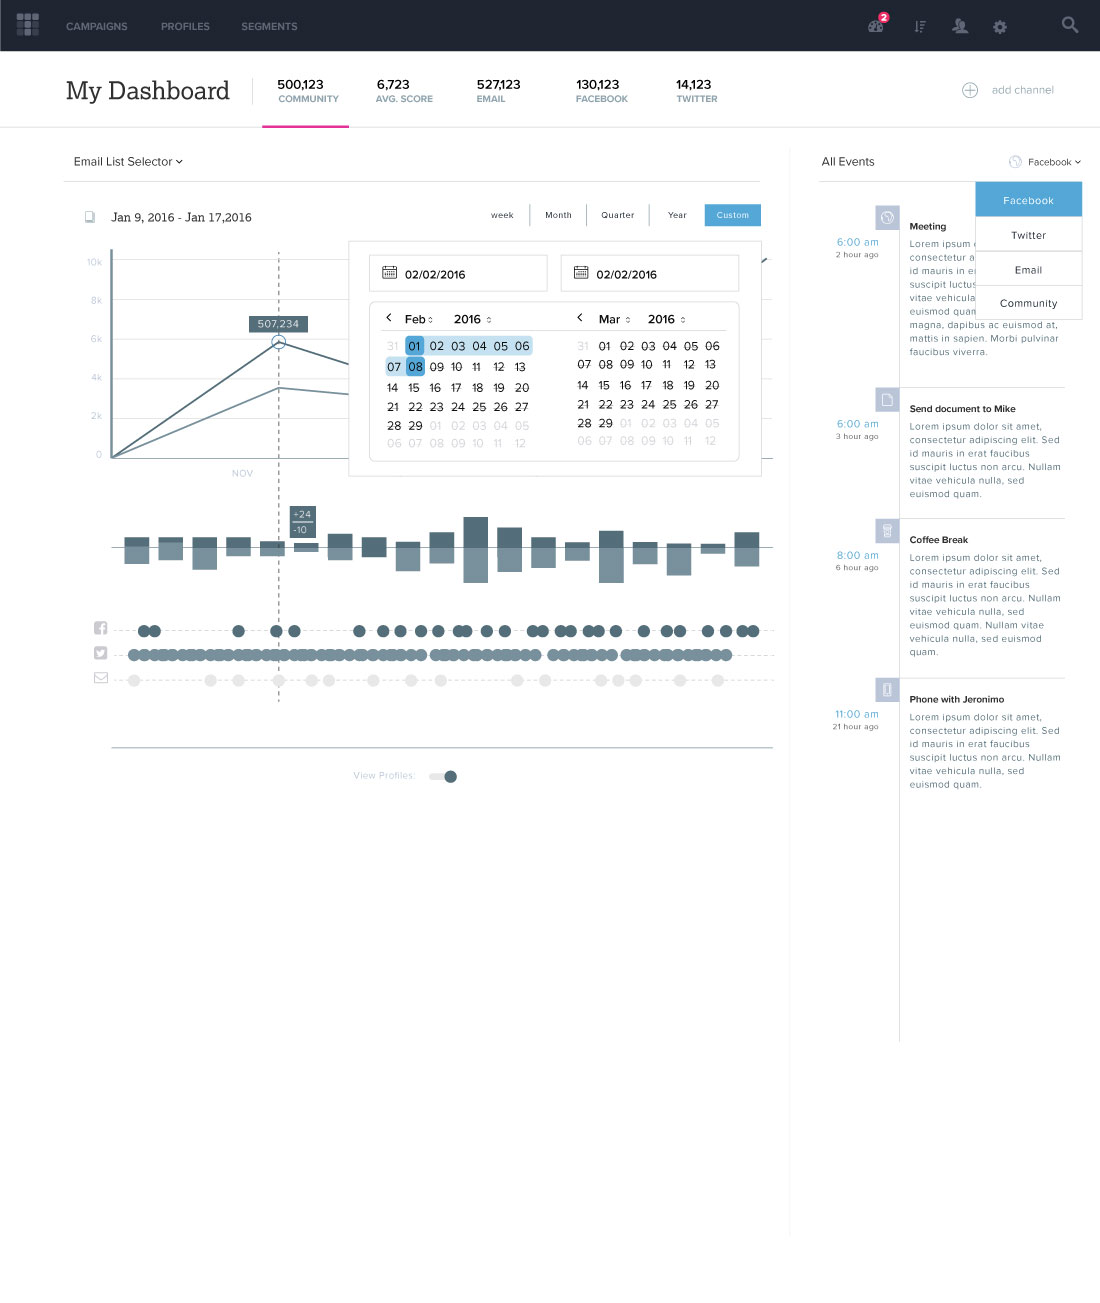 CAMPAIGNS PROFILES SEGMENTS 2
My Dashboard
500,123 6,723 527,123 130,123 14,123
COMMUNITY AVG. SCORE EMAIL FACEBOOK TWITTER
add channel
Email List Selector
Jan 9, 2016 - Jan 17,2016
week Month Quarter Year Custom
10k
8k
6k
4k
2k
0
507,234
NOV
02/02/2016 02/02/2016
Feb 2016
31 01 02 03 04 05 06
07 08 09 10 11 12 13
14 15 16 17 18 19 20
21 22 23 24 25 26 27
28 29 01 02 03 04 05
06 07 08 09 10 11 12
Mar 2016
31 01 02 03 04 05 06
07 08 09 10 11 12 13
14 15 16 17 18 19 20
21 22 23 24 25 26 27
28 29 01 02 03 04 05
06 07 08 09 10 11 12
+24
-10
View Profiles:
All Events
Facebook
Facebook
Twitter
Email
Community
6:00 am
2 hour ago
Meeting
Lorem ipsum
consectetur a
id mauris in er
suscipit luctus
vitae vehicula
euismod quam
magna, dapibus ac euismod at,
mattis in sapien. Morbi pulvinar
faucibus viverra.
6:00 am
3 hour ago
Send document to Mike
Lorem ipsum dolor sit amet,
consectetur adipiscing elit. Sed
id mauris in erat faucibus
suscipit luctus non arcu. Nullam
vitae vehicula nulla, sed
euismod quam.
8:00 am
6 hour ago
Coffee Break
Lorem ipsum dolor sit amet,
consectetur adipiscing elit. Sed
id mauris in erat faucibus
suscipit luctus non arcu. Nullam
vitae vehicula nulla, sed
euismod quam. Nullam vitae
vehicula nulla, sed euismod
quam.
11:00 am
21 hour ago
Phone with Jeronimo
Lorem ipsum dolor sit amet,
consectetur adipiscing elit. Sed
id mauris in erat faucibus
suscipit luctus non arcu. Nullam
vitae vehicula nulla, sed
euismod quam.